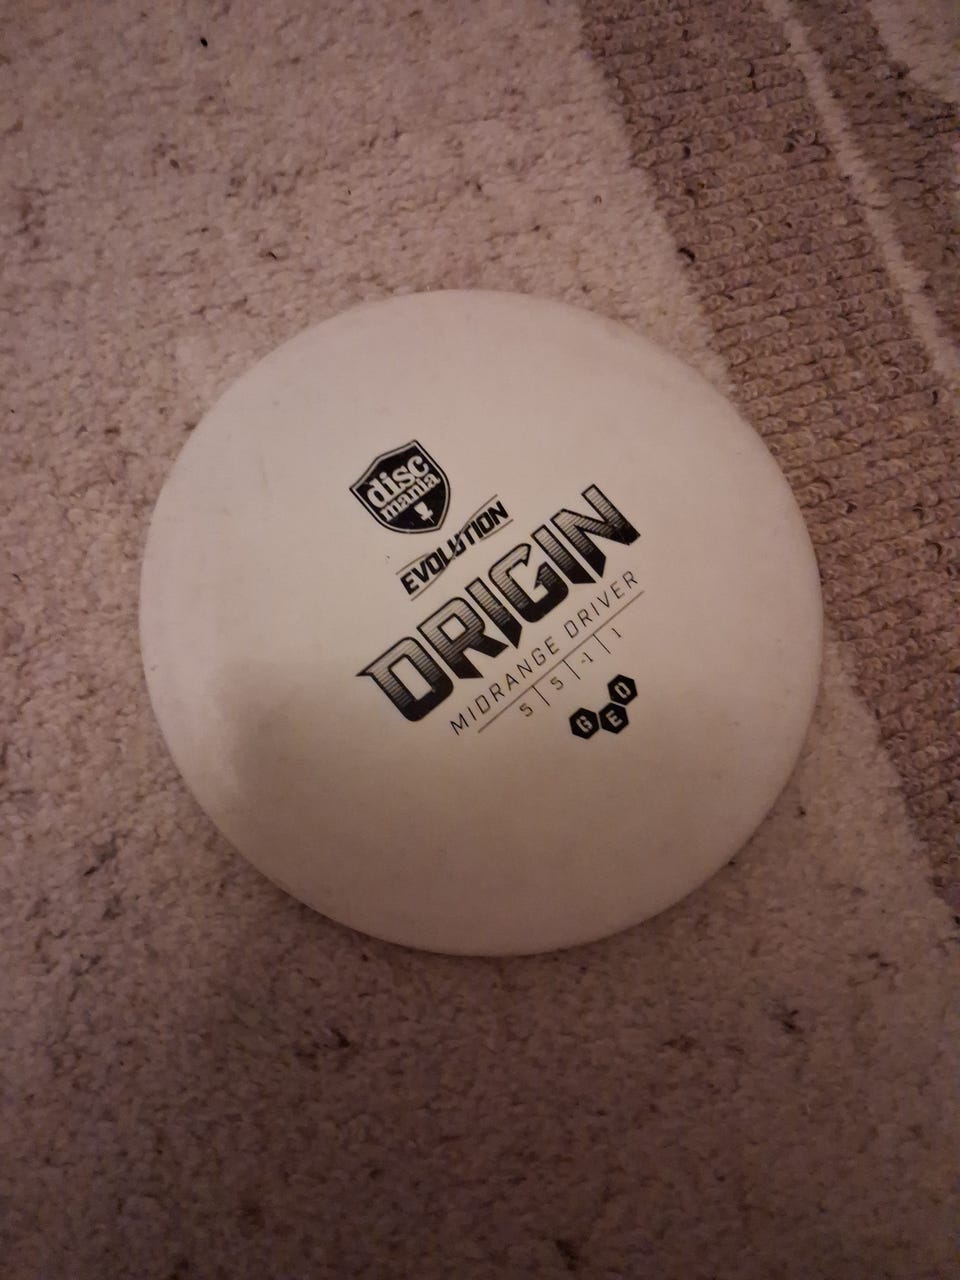 disc
mania
EVOLUTION
ORIGIN
MIDRANGE DRIVER
5 | 5 | -1 | 1
GEO